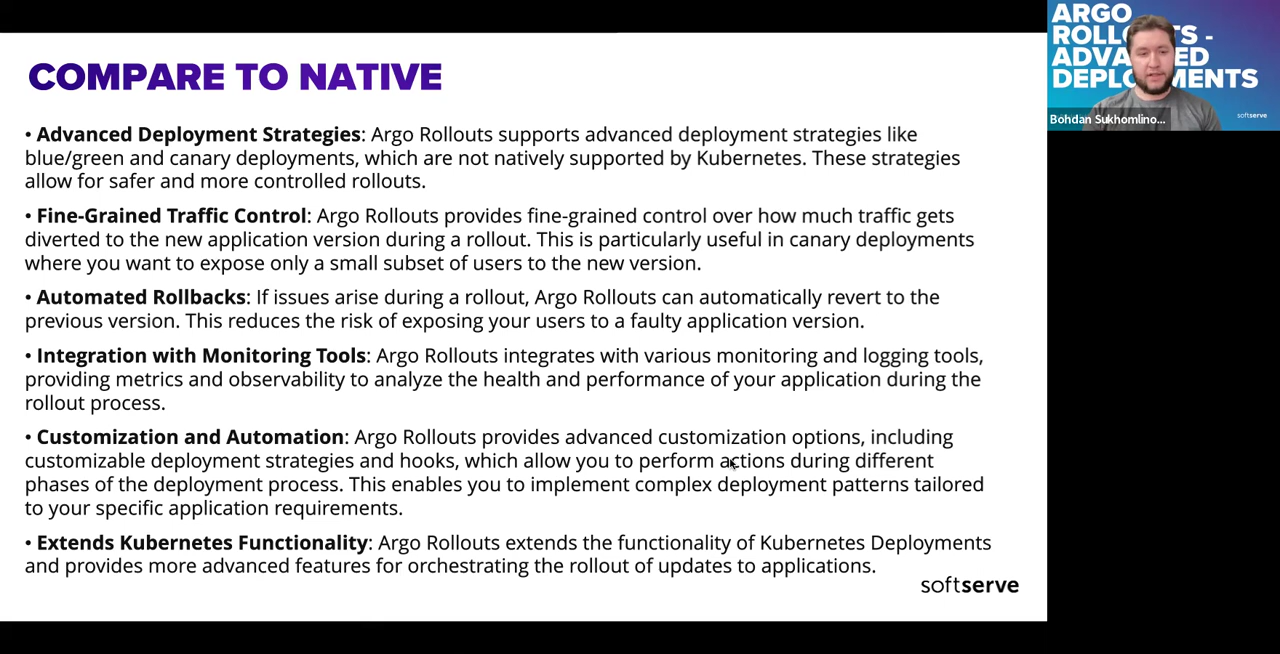 COMPARE TO NATIVE
• Advanced Deployment Strategies: Argo Rollouts supports advanced deployment strategies like
blue/green and canary deployments, which are not natively supported by Kubernetes. These strategies
allow for safer and more controlled rollouts.
• Fine-Grained Traffic Control: Argo Rollouts provides fine-grained control over how much traffic gets
diverted to the new application version during a rollout. This is particularly useful in canary deployments
where you want to expose only a small subset of users to the new version.
• Automated Rollbacks: If issues arise during a rollout, Argo Rollouts can automatically revert to the
previous version. This reduces the risk of exposing your users to a faulty application version.
• Integration with Monitoring Tools: Argo Rollouts integrates with various monitoring and logging tools,
providing metrics and observability to analyze the health and performance of your application during the
rollout process.
• Customization and Automation: Argo Rollouts provides advanced customization options, including
customizable deployment strategies and hooks, which allow you to perform actions during different
phases of the deployment process. This enables you to implement complex deployment patterns tailored
to your specific application requirements.
• Extends Kubernetes Functionality: Argo Rollouts extends the functionality of Kubernetes Deployments
and provides more advanced features for orchestrating the rollout of updates to applications.
softserve
ARGO
ROLL TS -
ADVA ED
DEPL MENTS
Bohdan Sukhomlino...
softserve